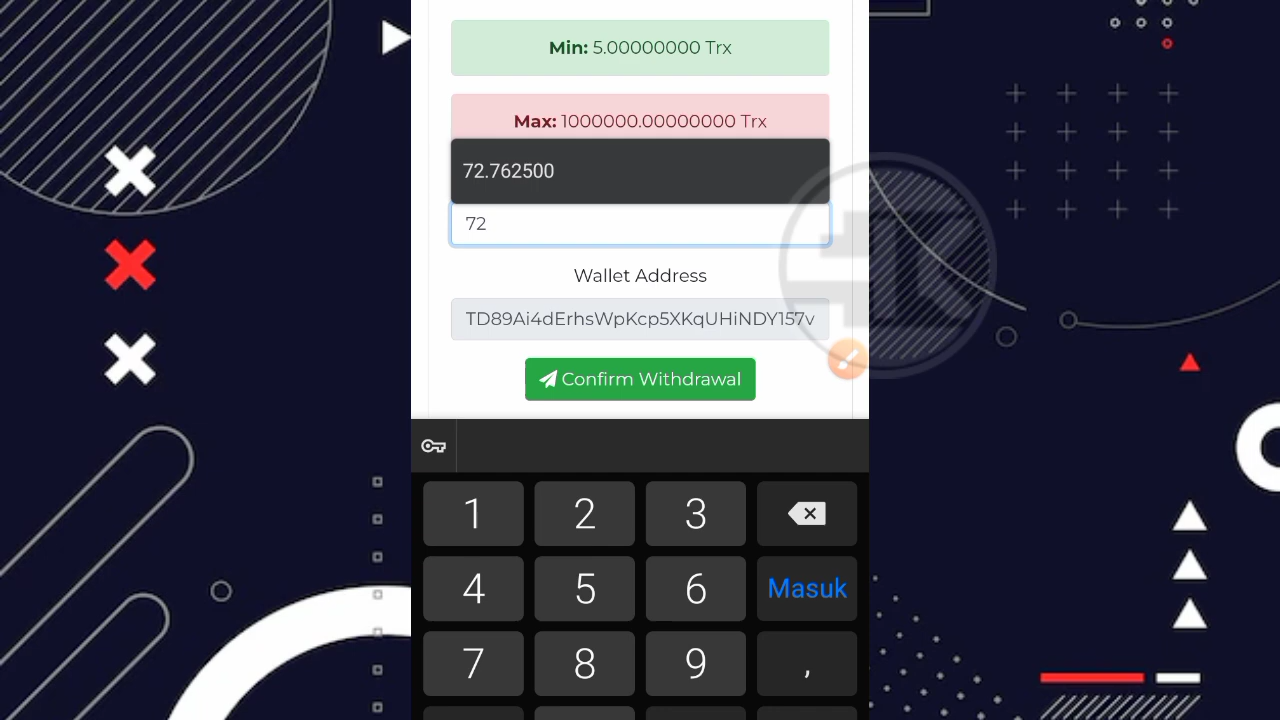 Min: 5.00000000 Trx
Max: 1000000.00000000 Trx
72.762500
72
Wallet Address
TD89Ai4dErhsWpKcp5XKqUHiNDY157v
Confirm Withdrawal
1 2 3
4 5 6 Masuk
7 8 9 ,